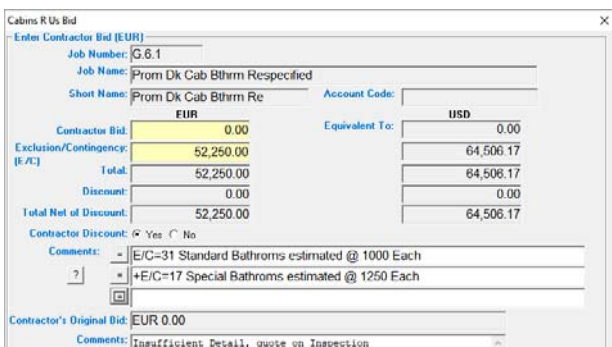 Cabins R Us Bid
Enter Contractor Bid (EUR)
Job Number: G.6.1
Job Name: Prom Dk Cab Bthrm Respecified
Short Name: Prom Dk Cab Bthrm Re Account Code:
EUR USD
Contractor Bid: 0.00 Equivalent To: 0.00
Exclusion/Contingency: 52,250.00 64,506.17
(E/C)
Total: 52,250.00 64,506.17
Discount: 0.00 0.00
Total Net of Discount: 52,250.00 64,506.17
Contractor Discount: Yes No
Comments: = E/C=31 Standard Bathroms estimated @ 1000 Each
? = +E/C=17 Special Bathroms estimated @ 1250 Each
Contractor's Original Bid: EUR 0.00
Comments: Insufficient Detail, quote on Inspection